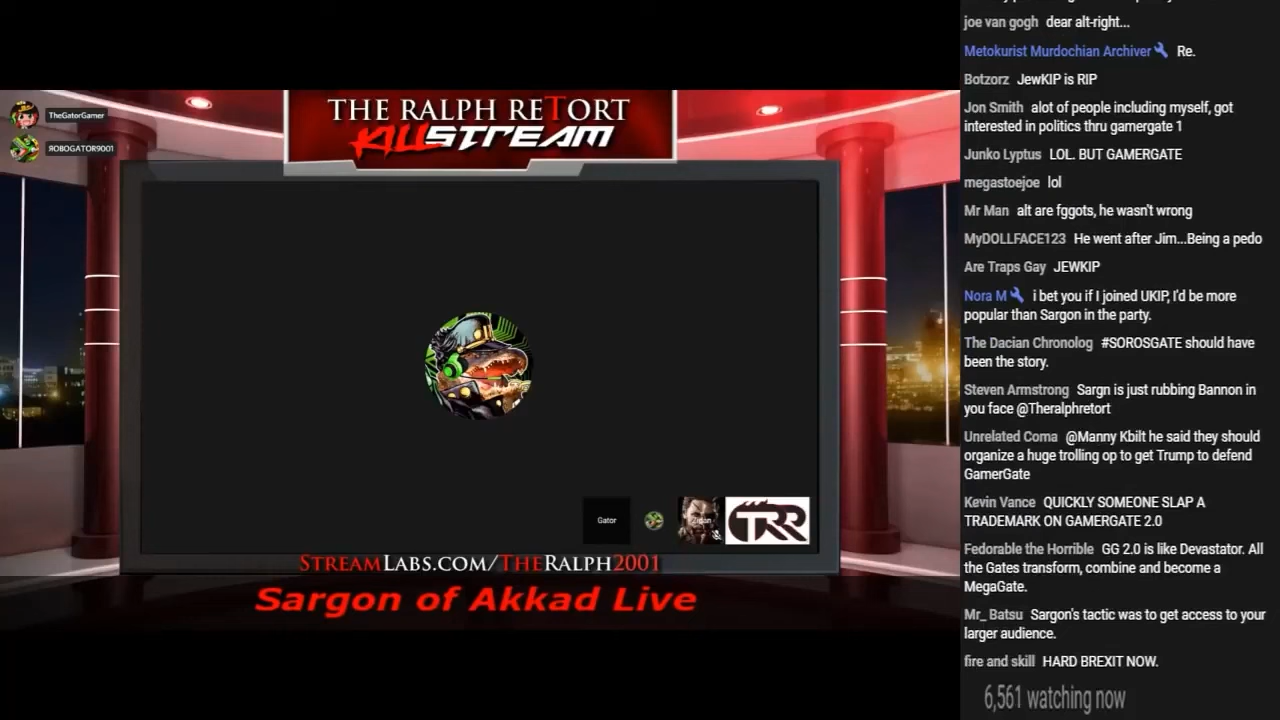 THE RALPH RETORT
KILLSTREAM
TheGatorGamer
ЯOBOGATOR9001
Gator
TRR
STREAMLABS.COM/THERALPH2001
Sargon of Akkad Live
joe van gogh dear alt-right...
Metokurist Murdochian Archiver Re.
Botzorz JewKIP is RIP
Jon Smith alot of people including myself, got
interested in politics thru gamergate 1
Junko Lyptus LOL. BUT GAMERGATE
megastoejoe lol
Mr Man alt are fggots, he wasn't wrong
MyDOLLFACE123 He went after Jim...Being a pedo
Are Traps Gay JEWKIP
Nora M i bet you if I joined UKIP, I'd be more
popular than Sargon in the party.
The Dacian Chronolog #SOROSGATE should have
been the story.
Steven Armstrong Sargn is just rubbing Bannon in
you face @Theralphretort
Unrelated Coma @Manny Kbilt he said they should
organize a huge trolling op to get Trump to defend
GamerGate
Kevin Vance QUICKLY SOMEONE SLAP A
TRADEMARK ON GAMERGATE 2.0
Fedorable the Horrible GG 2.0 is like Devastator. All
the Gates transform, combine and become a
MegaGate.
Mr_ Batsu Sargon's tactic was to get access to your
larger audience.
fire and skill HARD BREXIT NOW.
6,561 watching now